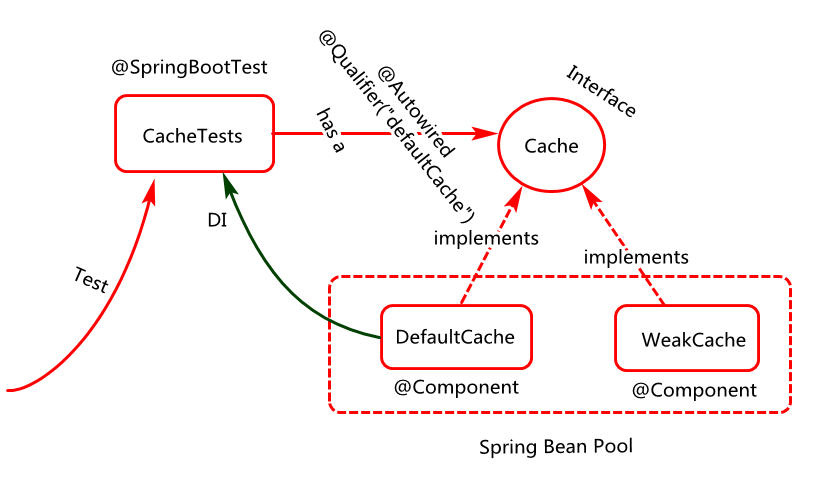 @SpringBootTest
CacheTests
has a
@Autowired
@Qualifier("defaultCache")
Interface
Cache
DI
Test
implements
implements
DefaultCache
@Component
WeakCache
@Component
Spring Bean Pool